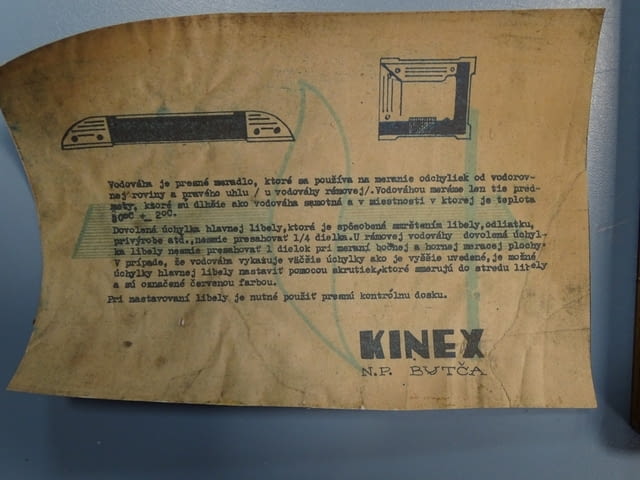 Vodováha je presné meradlo, ktoré sa používa na meranie odchyliek od vodorov-
nej roviny a pravého uhlu / u vodováhy rámovej/.Vodováhou meráme len tie pred-
mety, ktoré sú dlhšie ako vodováha samotná a v miestnosti v ktorej je teplota
20°C +_ 2°C.
Dovolená úchylka hlavnej libely,ktorá je spôsobená smrštením libely,odliatku,
privýrobe atd.,nesmie presahovať 1/4 dielka.U rámovej vodováhy dovolená úchyl-
ka libely nesmie presahovať 1 dielok pri meraní bočnej a hornej meracej plochy.
V prípade, že vodováha vykazuje väčšie úchylky ako je vyššie uvedené,je možné
úchylky hlavnej libely nastaviť pomocou skrutiek,ktoré smerujú do stredu libely
a sú označené červenou farbou.
Pri nastavovaní libely je nutné použiť presnú kontrólnu dosku.
KINEX
N.P. BYTČA